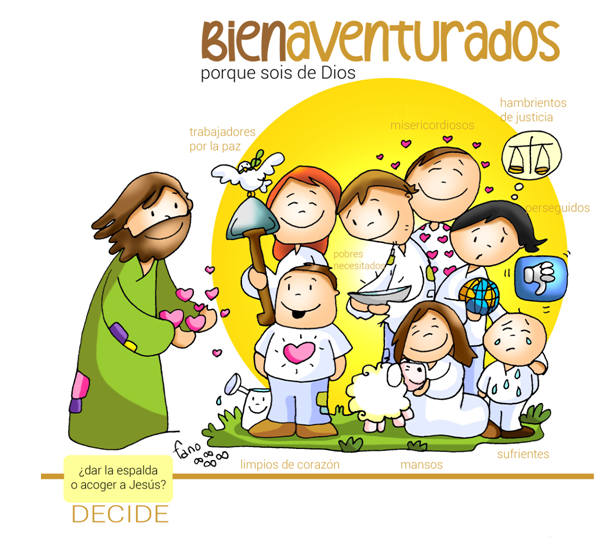 Bienaventurados
porque sois de Dios
hambrientos
de justicia
misericordiosos
trabajadores
por la paz
perseguidos
pobres
necesitados
fano
limpios de corazón
mansos
sufrientes
¿dar la espalda
o acoger a Jesús?
DECIDE